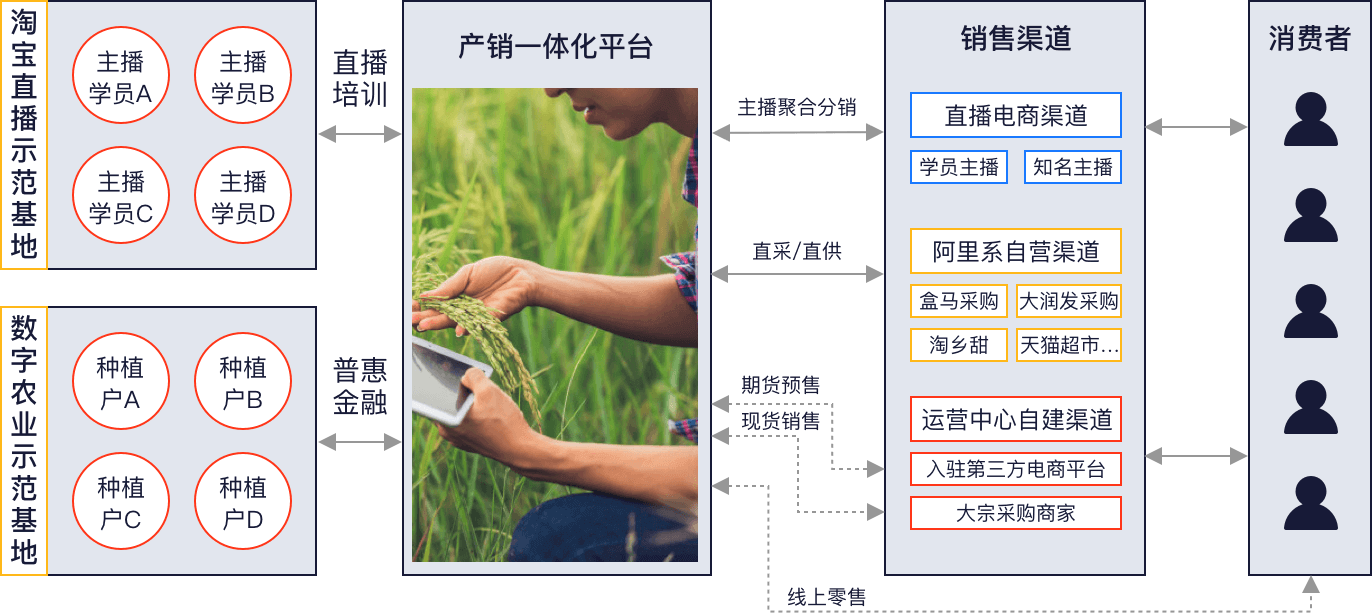 淘宝直播示范基地
主播
学员A
主播
学员B
主播
学员C
主播
学员D
直播
培训
数字农业示范基地
种植
户A
种植
户B
种植
户C
种植
户D
普惠
金融
产销一体化平台
主播聚合分销
直采/直供
期货预售
现货销售
线上零售
销售渠道
直播电商渠道
学员主播
知名主播
阿里系自营渠道
盒马采购
大润发采购
淘乡甜
天猫超市...
运营中心自建渠道
入驻第三方电商平台
大宗采购商家
消费者